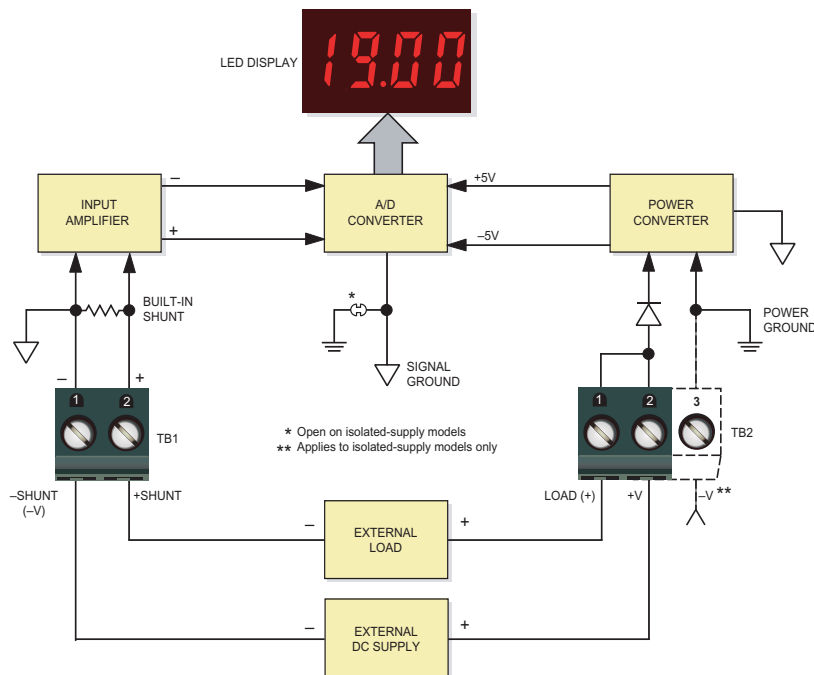 LED DISPLAY
19.00
INPUT
AMPLIFIER
–
+
A/D
CONVERTER
+5V
–5V
POWER
CONVERTER
BUILT-IN
SHUNT
*
SIGNAL
GROUND
POWER
GROUND
–
+
1
2
TB1
* Open on isolated-supply models
** Applies to isolated-supply models only
1
2
3
TB2
–SHUNT
(–V)
+SHUNT
LOAD (+)
+V
–V **
–
EXTERNAL
LOAD
+
–
EXTERNAL
DC SUPPLY
+